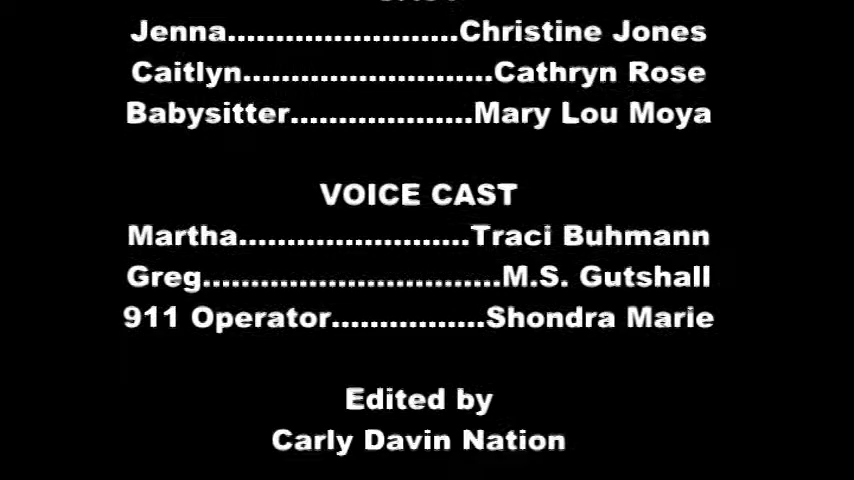 Jenna........................Christine Jones
Caitlyn..........................Cathryn Rose
Babysitter...................Mary Lou Moya
VOICE CAST
Martha........................Traci Buhmann
Greg...............................M.S. Gutshall
911 Operator................Shondra Marie
Edited by
Carly Davin Nation